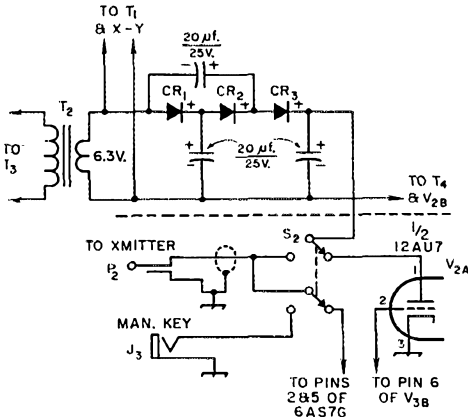 TO T1
& X-Y
20 µf.
25V.
CR1
CR2
CR3
T2
TO
T3
6.3V.
20 µf.
25V.
TO T4
& V2B
S2
1/2
12AU7
TO XMITTER
P2
V2A
1
2
3
MAN. KEY
J3
TO PINS
2&5 OF
6AS7G
TO PIN 6
OF V3B